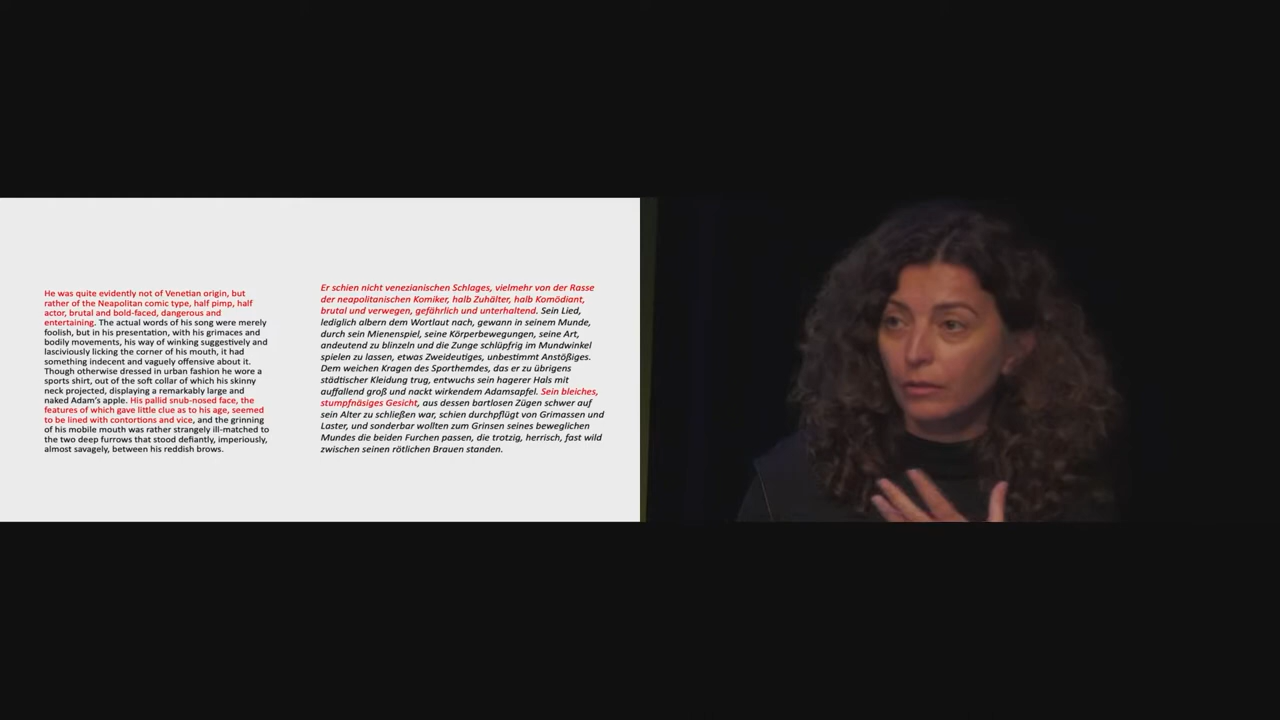 He was quite evidently not of Venetian origin, but
rather of the Neapolitan comic type, half pimp, half
actor, brutal and bold-faced, dangerous and
entertaining. The actual words of his song were merely
foolish, but in his presentation, with his grimaces and
bodily movements, his way of winking suggestively and
lasciviously licking the corner of his mouth, it had
something indecent and vaguely offensive about it.
Though otherwise dressed in urban fashion he wore a
sports shirt, out of the soft collar of which his skinny
neck projected, displaying a remarkably large and
naked Adam's apple. His pallid snub-nosed face, the
features of which gave little clue as to his age, seemed
to be lined with contortions and vice, and the grinning
of his mobile mouth was rather strangely ill-matched to
the two deep furrows that stood defiantly, imperiously,
almost savagely, between his reddish brows.
Er schien nicht venezianischen Schlages, vielmehr von der Rasse
der neapolitanischen Komiker, halb Zuhälter, halb Komödiant,
brutal und verwegen, gefährlich und unterhaltend. Sein Lied,
lediglich albern dem Wortlaut nach, gewann in seinem Munde,
durch sein Mienenspiel, seine Körperbewegungen, seine Art,
andeutend zu blinzeln und die Zunge schlüpfrig im Mundwinkel
spielen zu lassen, etwas Zweideutiges, unbestimmt Anstößiges.
Dem weichen Kragen des Sporthemdes, das er zu übrigens
städtischer Kleidung trug, entwuchs sein hagerer Hals mit
auffallend groß und nackt wirkendem Adamsapfel. Sein bleiches,
stumpfnäsiges Gesicht, aus dessen bartlosen Zügen schwer auf
sein Alter zu schließen war, schien durchpflügt von Grimassen und
Laster, und sonderbar wollten zum Grinsen seines beweglichen
Mundes die beiden Furchen passen, die trotzig, herrisch, fast wild
zwischen seinen rötlichen Brauen standen.